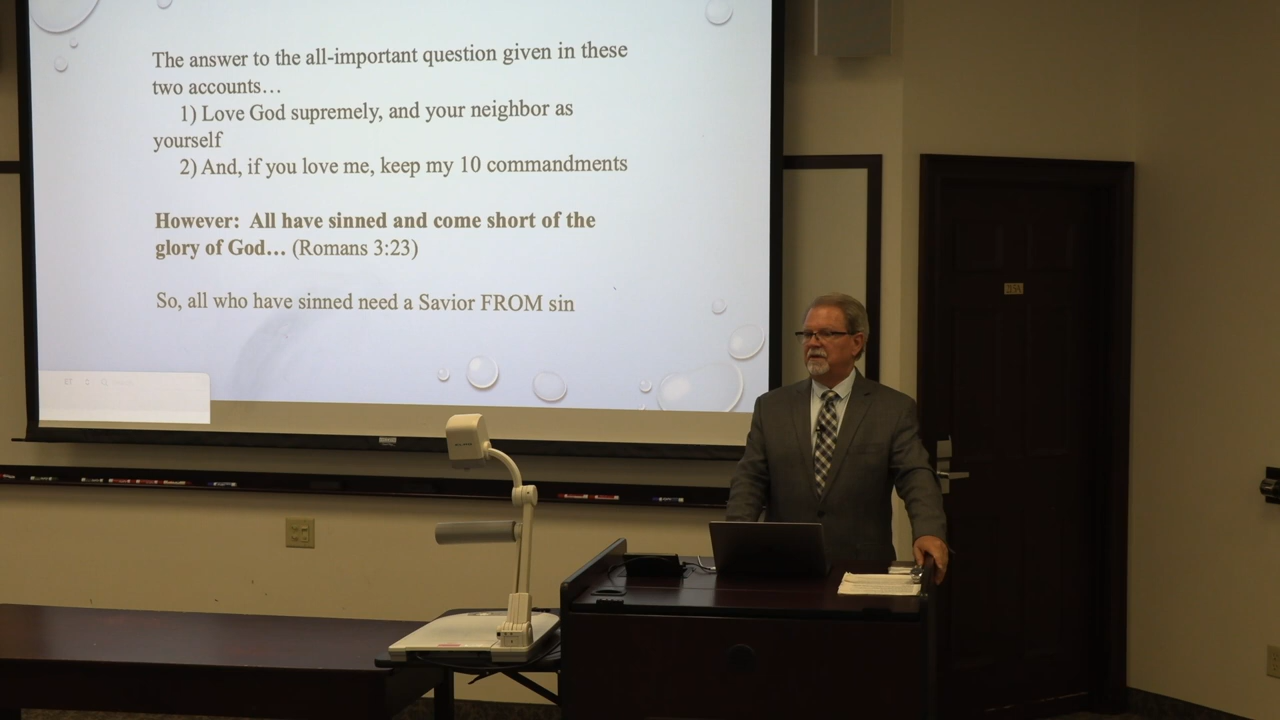 The answer to the all-important question given in these
two accounts…
1) Love God supremely, and your neighbor as
yourself
2) And, if you love me, keep my 10 commandments
However: All have sinned and come short of the
glory of God… (Romans 3:23)
So, all who have sinned need a Savior FROM sin